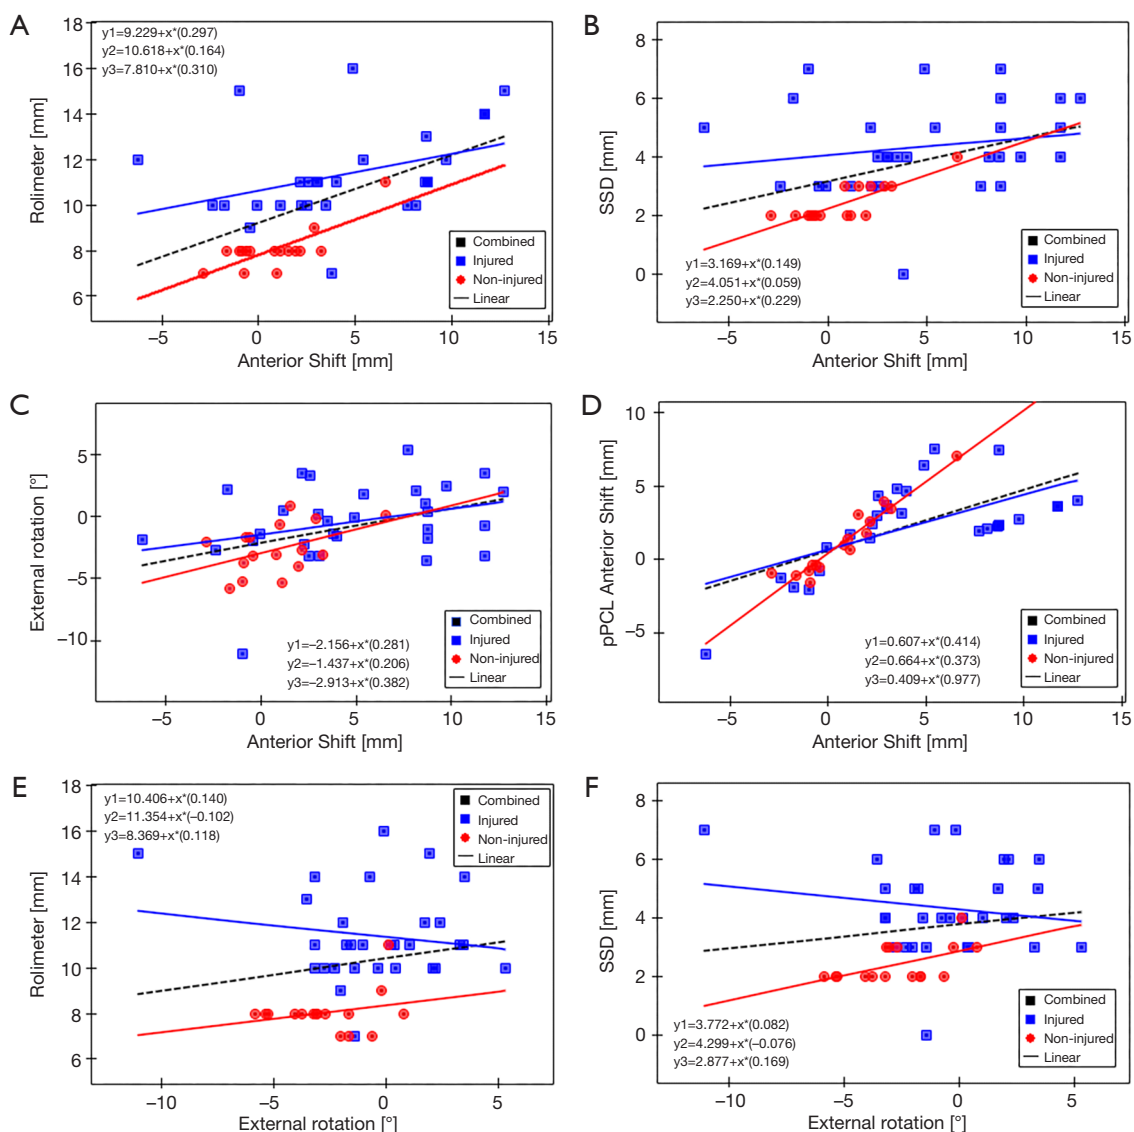 A
18
16
14
12
10
8
6
Rolimeter [mm]
y1=9.229+x*(0.297)
y2=10.618+x*(0.164)
y3=7.810+x*(0.310)
Combined
Injured
Non-injured
Linear
–5
0
5
10
15
Anterior Shift [mm]
B
8
6
4
2
0
SSD [mm]
y1=3.169+x*(0.149)
y2=4.051+x*(0.059)
y3=2.250+x*(0.229)
Combined
Injured
Non-injured
Linear
–5
0
5
10
15
Anterior Shift [mm]
C
5
0
–5
–10
External rotation [°]
y1=–2.156+x*(0.281)
y2=–1.437+x*(0.206)
y3=–2.913+x*(0.382)
Combined
Injured
Non-injured
Linear
–5
0
5
10
15
Anterior Shift [mm]
D
10
5
0
–5
pPCL Anterior Shift [mm]
y1=0.607+x*(0.414)
y2=0.664+x*(0.373)
y3=0.409+x*(0.977)
Combined
Injured
Non-injured
Linear
–5
0
5
10
15
Anterior Shift [mm]
E
18
16
14
12
10
8
6
Rolimeter [mm]
y1=10.406+x*(0.140)
y2=11.354+x*(–0.102)
y3=8.369+x*(0.118)
Combined
Injured
Non-injured
Linear
–10
–5
0
5
External rotation [°]
F
8
6
4
2
0
SSD [mm]
y1=3.772+x*(0.082)
y2=4.299+x*(–0.076)
y3=2.877+x*(0.169)
Combined
Injured
Non-injured
Linear
–10
–5
0
5
External rotation [°]